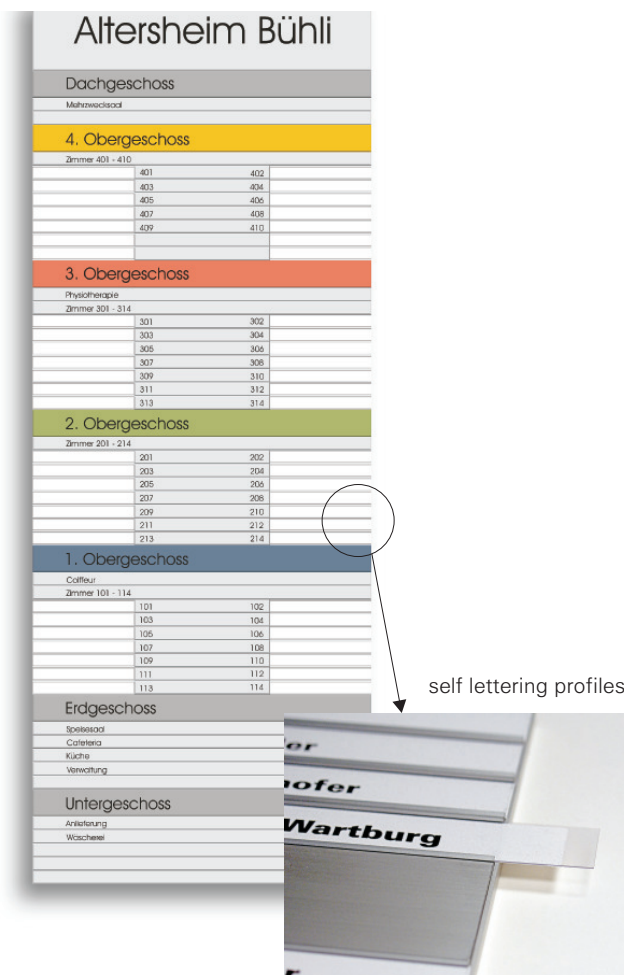 Altersheim Bühli
Dachgeschoss
Mehrzwecksaal
4. Obergeschoss
Zimmer 401 - 410
401 402
403 404
405 406
407 408
409 410
3. Obergeschoss
Physiotherapie
Zimmer 301 - 314
301 302
303 304
305 306
307 308
309 310
311 312
313 314
2. Obergeschoss
Zimmer 201 - 214
201 202
203 204
205 206
207 208
209 210
211 212
213 214
1. Obergeschoss
Coiffeur
Zimmer 101 - 114
101 102
103 104
105 106
107 108
109 110
111 112
113 114
Erdgeschoss
Speisesaal
Cafeteria
Küche
Verwaltung
Untergeschoss
Anlieferung
Wäscherei
self lettering profiles
Wartburg